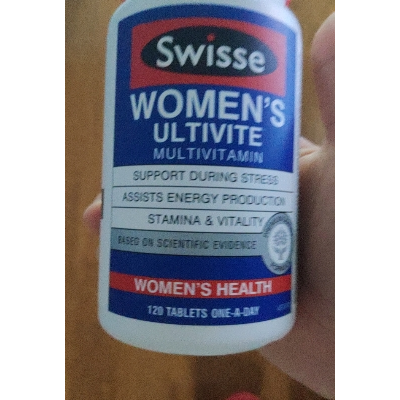 Swisse
WOMEN'S
ULTIVITE
MULTIVITAMIN
SUPPORT DURING STRESS
ASSISTS ENERGY PRODUCTION
STAMINA & VITALITY
BASED ON SCIENTIFIC EVIDENCE
WOMEN'S HEALTH
120 TABLETS ONE-A-DAY